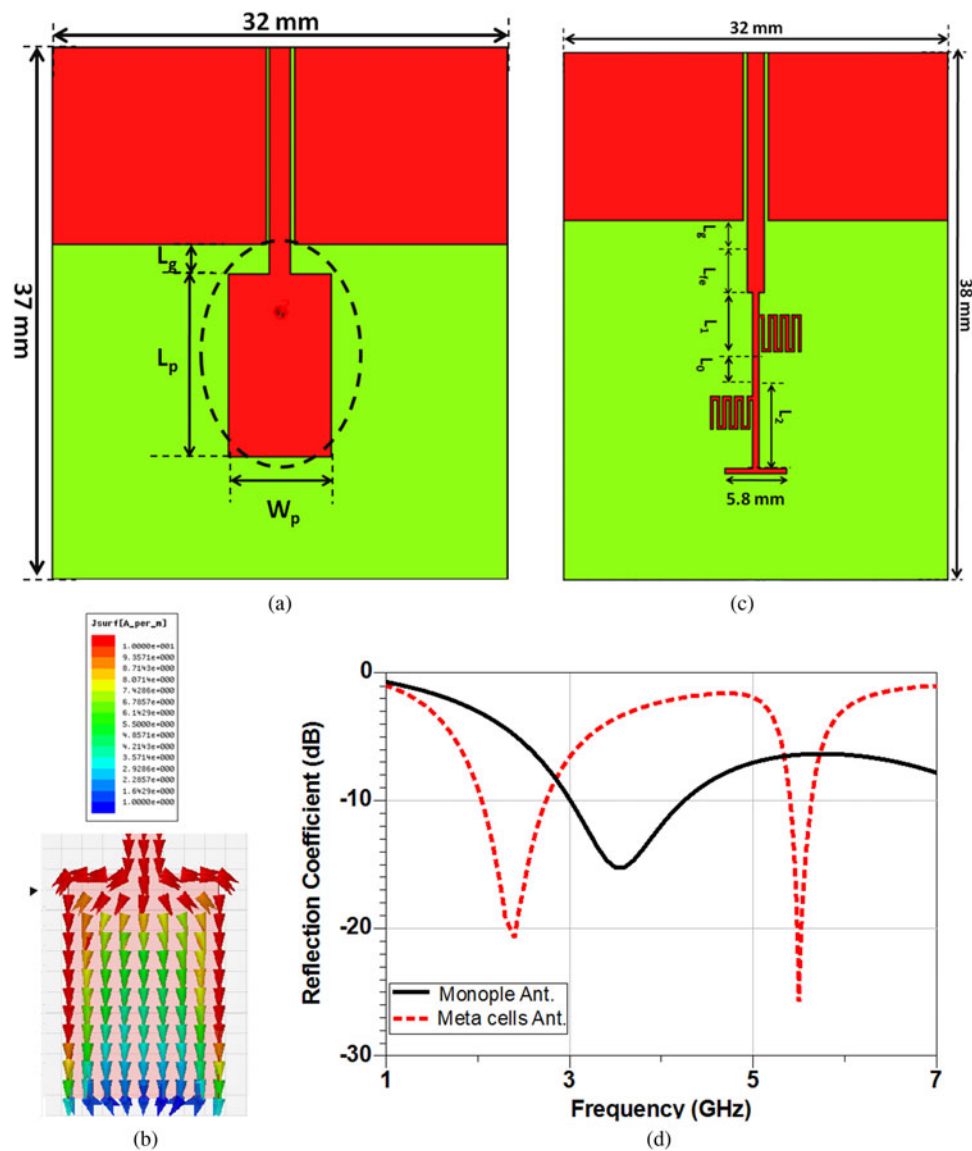 32 mm
37 mm
Lg
Lp
Wp
(a)
32 mm
38 mm
Lg
Lfe
L1
L0
L2
5.8 mm
(c)
Jsurf[A_per_m]
1.0000e+001
9.3571e+000
8.7143e+000
8.0714e+000
7.4286e+000
6.7857e+000
6.1429e+000
5.5000e+000
4.8571e+000
4.2143e+000
3.5714e+000
2.9286e+000
2.2857e+000
1.6429e+000
1.0000e+000
(b)
Reflection Coefficient (dB)
0
-10
-20
-30
Monople Ant.
Meta cells Ant.
1
3
5
7
Frequency (GHz)
(d)